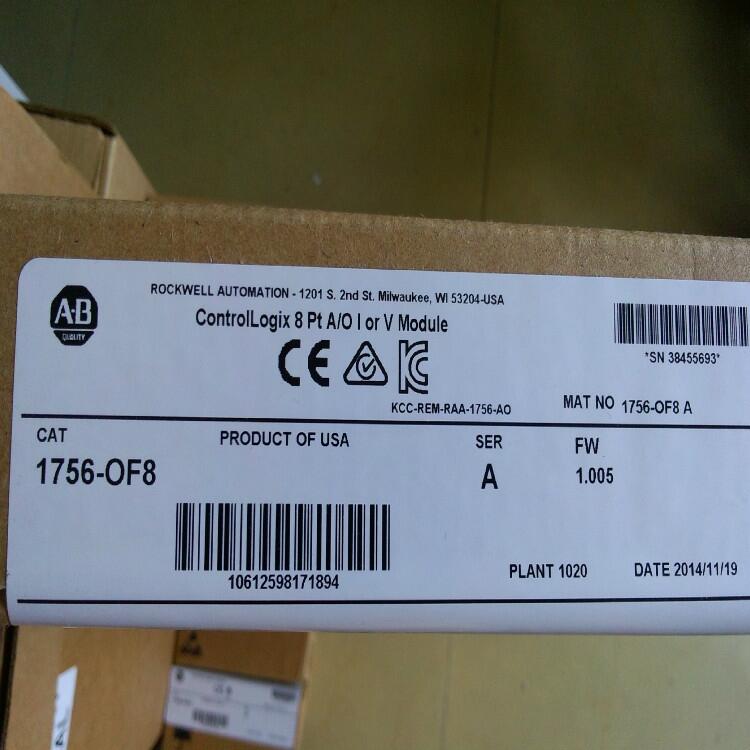 A-B
QUALITY
ROCKWELL AUTOMATION - 1201 S. 2nd St. Milwaukee, WI 53204-USA
ControlLogix 8 Pt A/O I or V Module
CE
KCC-REM-RAA-1756-AO
*SN 38455693*
MAT NO 1756-OF8 A
CAT
1756-OF8
PRODUCT OF USA
SER
A
FW
1.005
10612598171894
PLANT 1020
DATE 2014/11/19